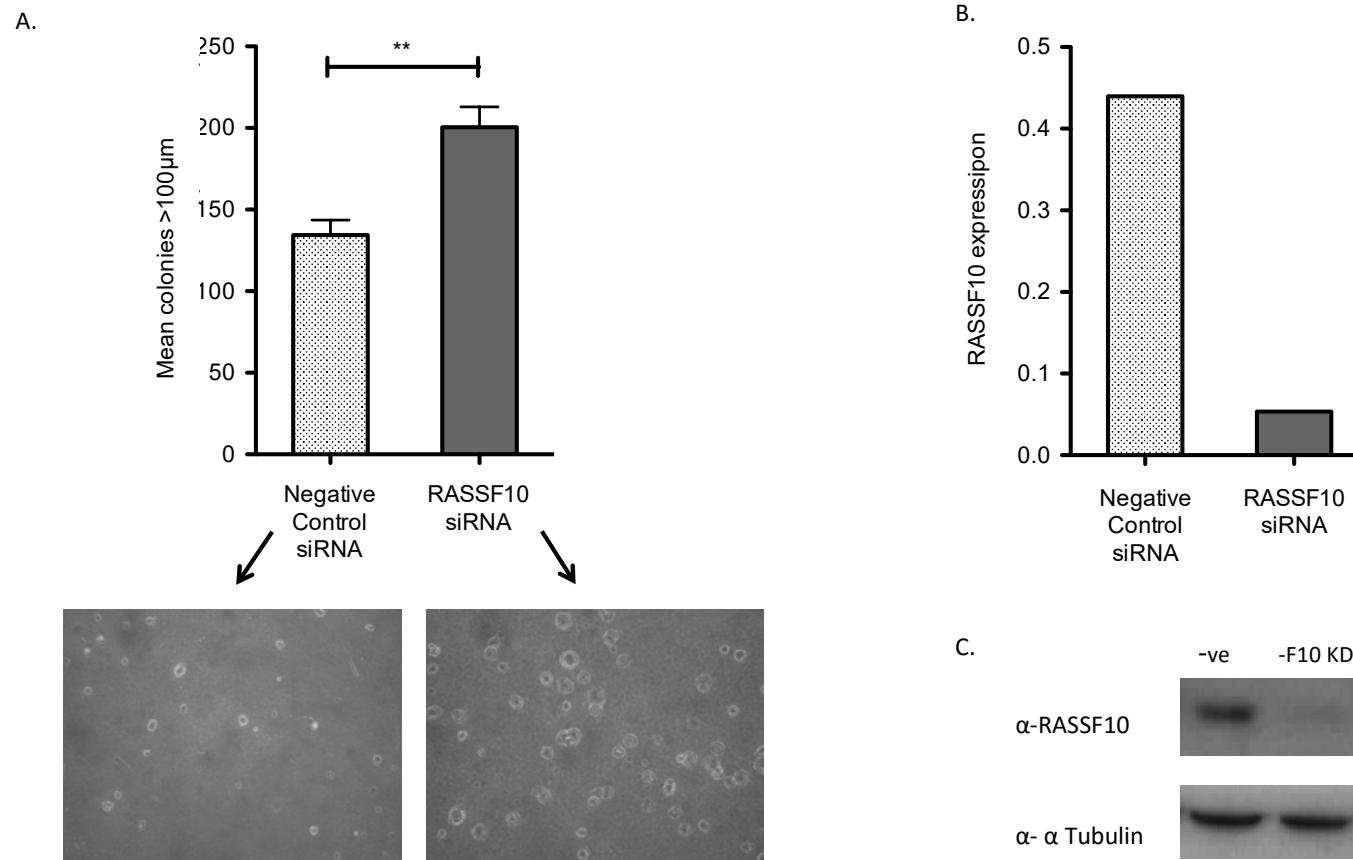 A.
**
250
200
150
100
50
0
Mean colonies >100µm
Negative
Control
siRNA
RASSF10
siRNA
B.
0.5
0.4
0.3
0.2
0.1
0.0
RASSF10 expressipon
Negative
Control
siRNA
RASSF10
siRNA
C.
-ve -F10 KD
α-RASSF10
α- α Tubulin